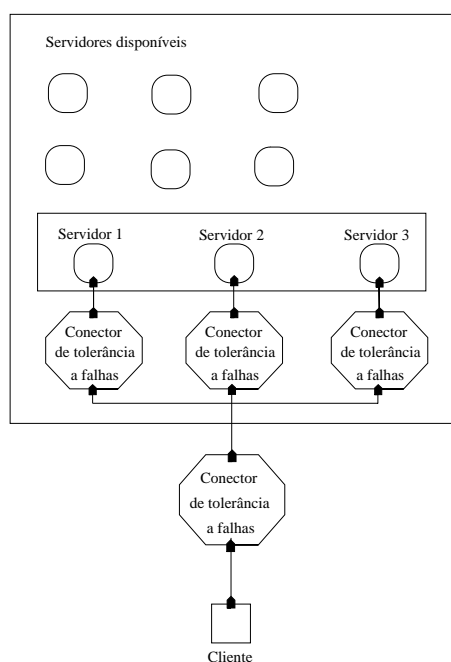 Servidores disponíveis
Servidor 1
Servidor 2
Servidor 3
Conector
de tolerância
a falhas
Conector
de tolerância
a falhas
Conector
de tolerância
a falhas
Conector
de tolerância
a falhas
Cliente